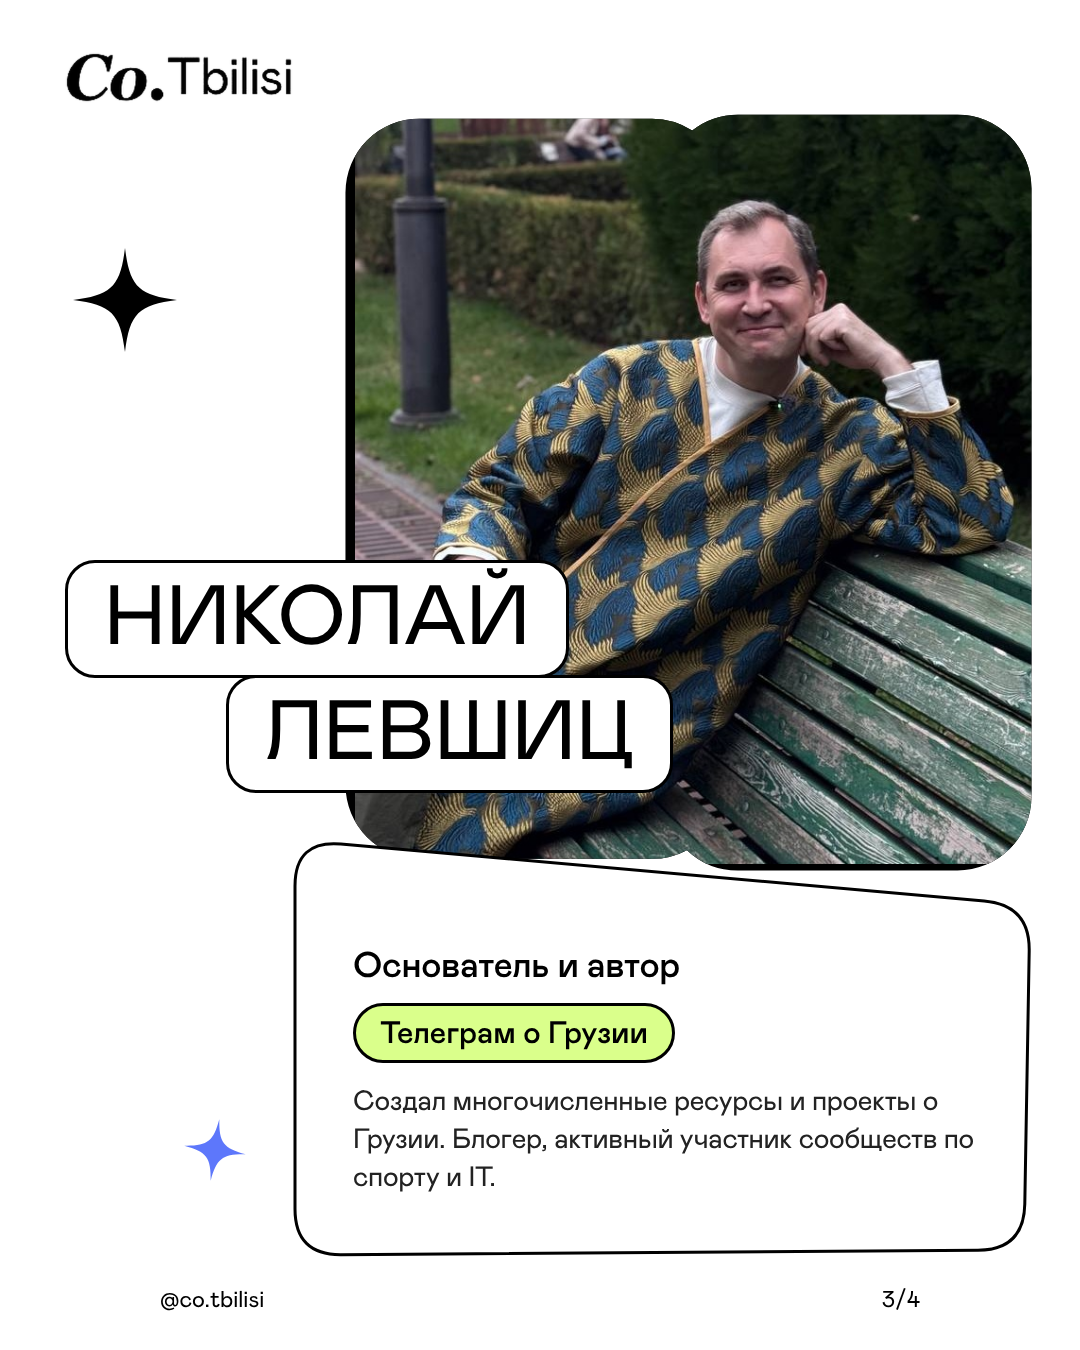 Co.Tbilisi
НИКОЛАЙ
ЛЕВШИЦ
Основатель и автор
Телеграм о Грузии
Создал многочисленные ресурсы и проекты о
Грузии. Блогер, активный участник сообществ по
спорту и IT.
@co.tbilisi
3/4